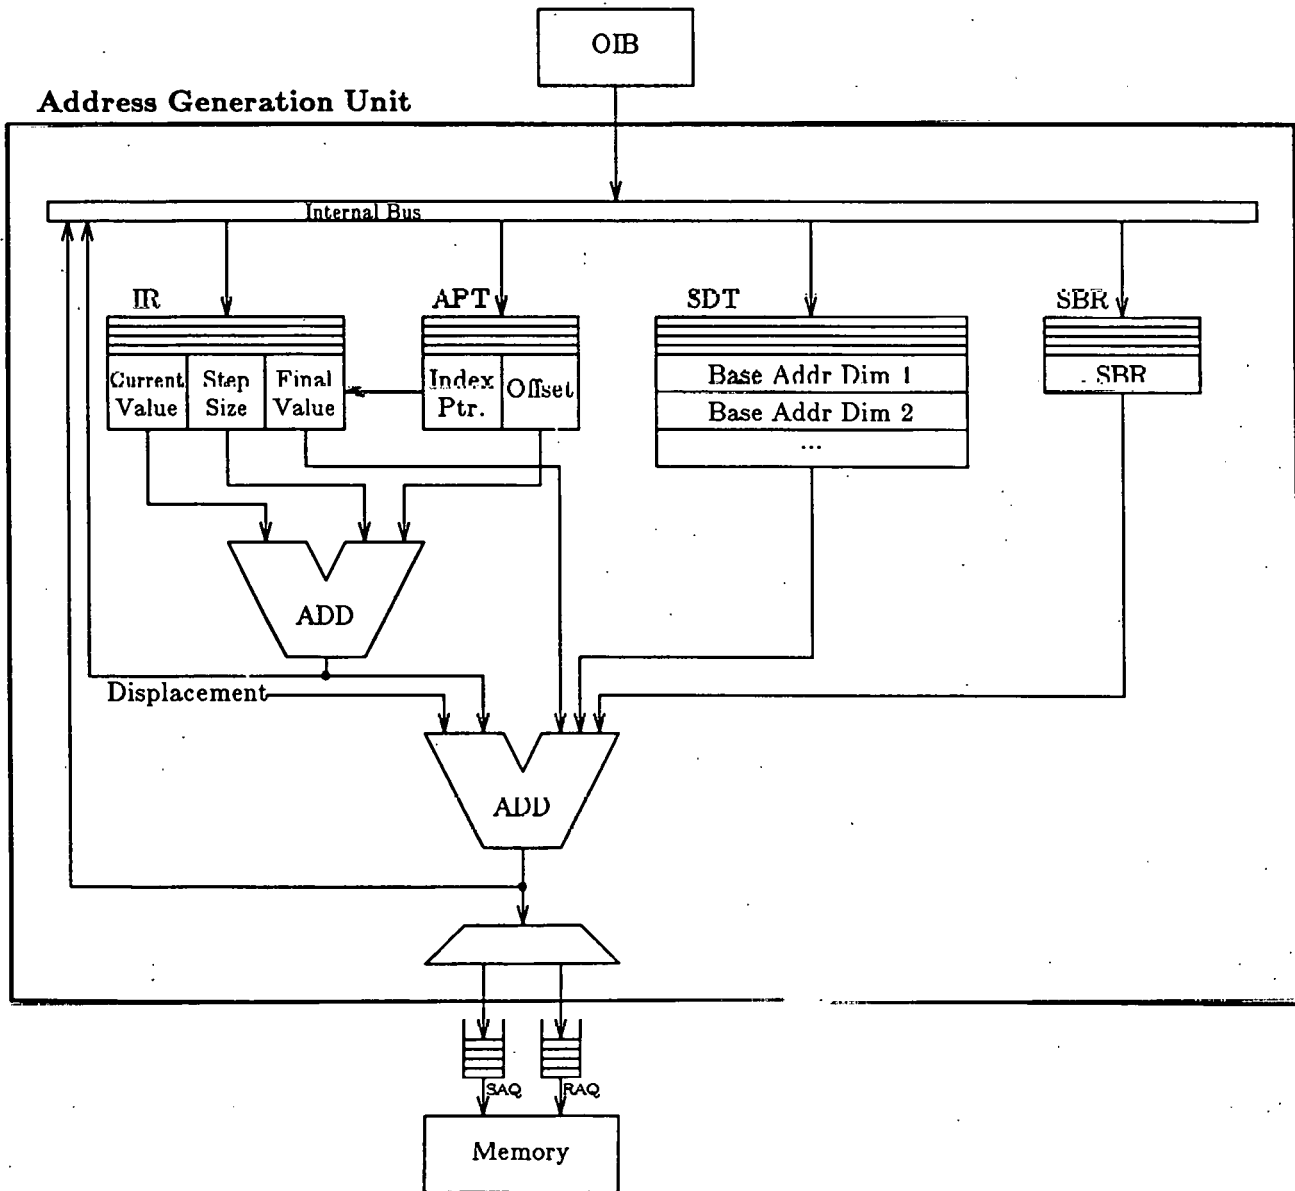 OIB
Address Generation Unit
Internal Bus
IR
APT
SDT
SBR
Current
Value
Step
Size
Final
Value
Index
Ptr.
Offset
Base Addr Dim 1
Base Addr Dim 2
...
SBR
ADD
Displacement
ADD
SAQ
RAQ
Memory